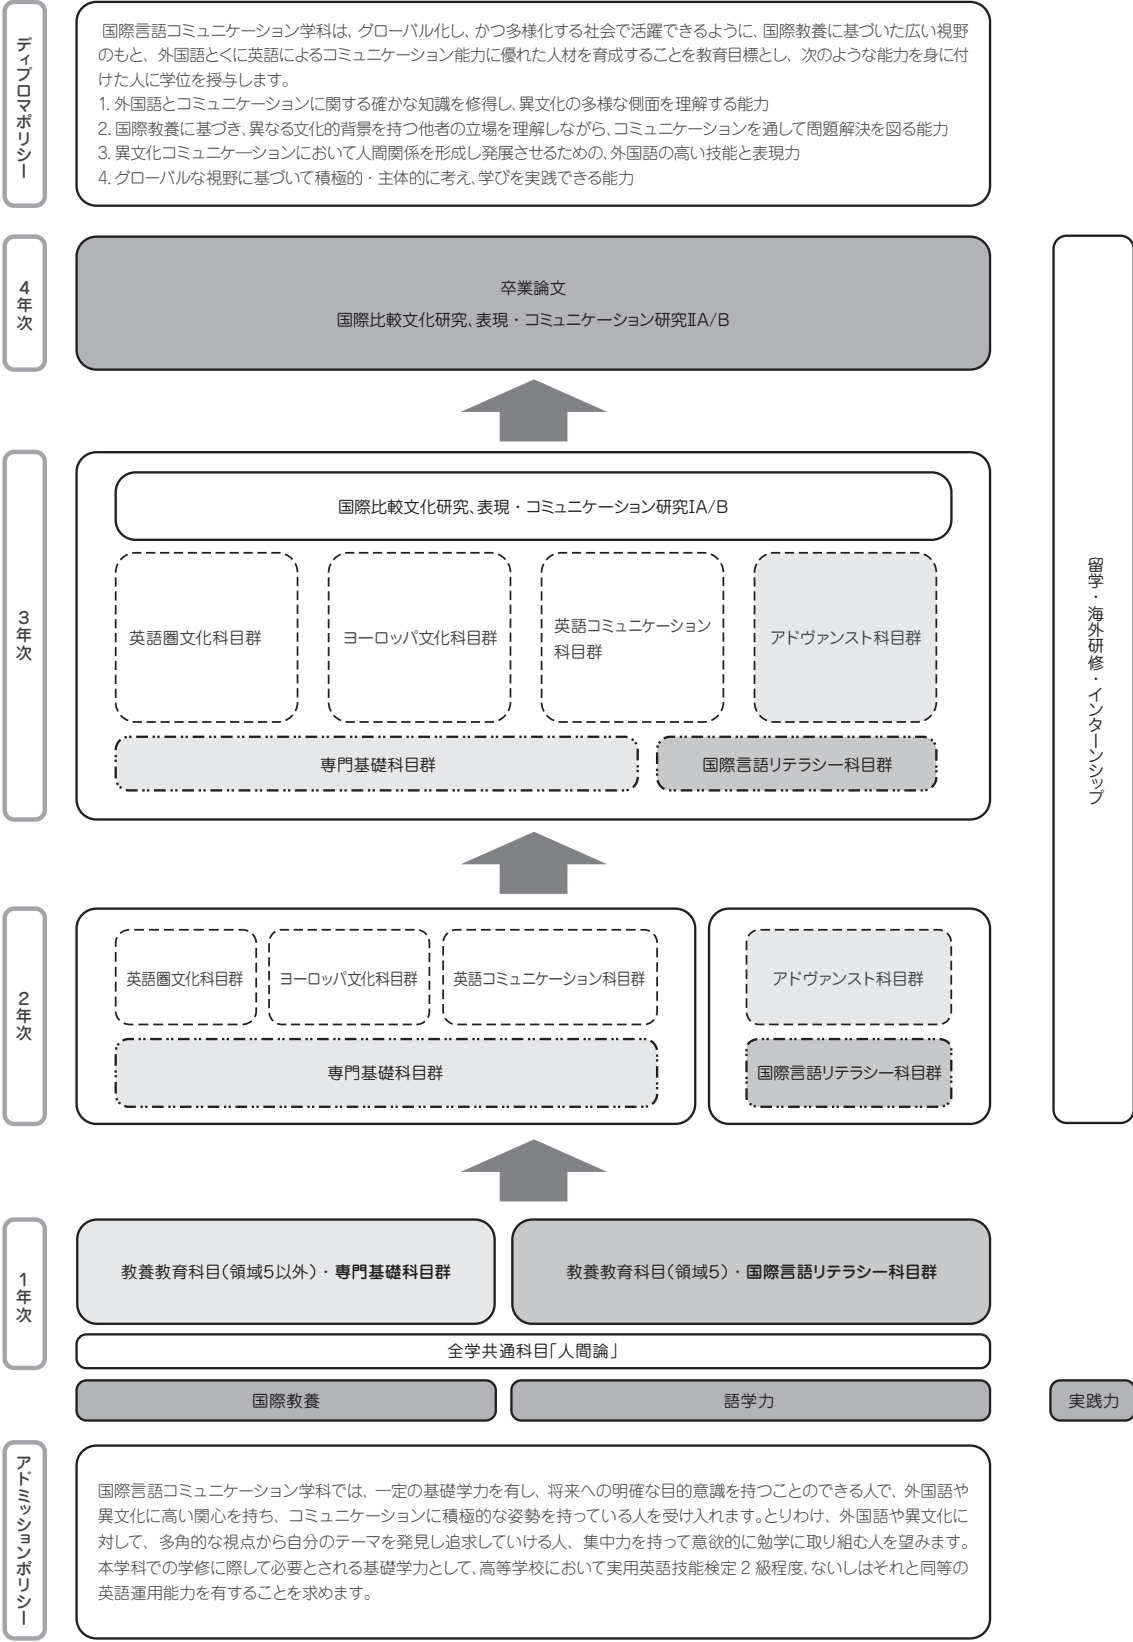 ディプロマポリシー
国際言語コミュニケーション学科は、グローバル化し、かつ多様化する社会で活躍できるように、国際教養に基づいた広い視野
のもと、外国語とくに英語によるコミュニケーション能力に優れた人材を育成することを教育目標とし、次のような能力を身に付
けた人に学位を授与します。
1. 外国語とコミュニケーションに関する確かな知識を修得し、異文化の多様な側面を理解する能力
2. 国際教養に基づき、異なる文化的背景を持つ他者の立場を理解しながら、コミュニケーションを通して問題解決を図る能力
3. 異文化コミュニケーションにおいて人間関係を形成し発展させるための、外国語の高い技能と表現力
4. グローバルな視野に基づいて積極的・主体的に考え、学びを実践できる能力
4年次
卒業論文
国際比較文化研究、表現・コミュニケーション研究ⅡA/B
3年次
国際比較文化研究、表現・コミュニケーション研究ⅠA/B
英語圏文化科目群
ヨーロッパ文化科目群
英語コミュニケーション
科目群
アドヴァンスト科目群
専門基礎科目群
国際言語リテラシー科目群
留学・海外研修・インターンシップ
2年次
英語圏文化科目群
ヨーロッパ文化科目群
英語コミュニケーション科目群
アドヴァンスト科目群
専門基礎科目群
国際言語リテラシー科目群
1年次
教養教育科目（領域5以外）・専門基礎科目群
教養教育科目（領域5）・国際言語リテラシー科目群
全学共通科目「人間論」
国際教養
語学力
実践力
アドミッションポリシー
国際言語コミュニケーション学科では、一定の基礎学力を有し、将来への明確な目的意識を持つことのできる人で、外国語や
異文化に高い関心を持ち、コミュニケーションに積極的な姿勢を持っている人を受け入れます。とりわけ、外国語や異文化に
対して、多角的な視点から自分のテーマを発見し追求していける人、集中力を持って意欲的に勉学に取り組む人を望みます。
本学科での学修に際して必要とされる基礎学力として、高等学校において実用英語技能検定2級程度、ないしはそれと同等の
英語運用能力を有することを求めます。